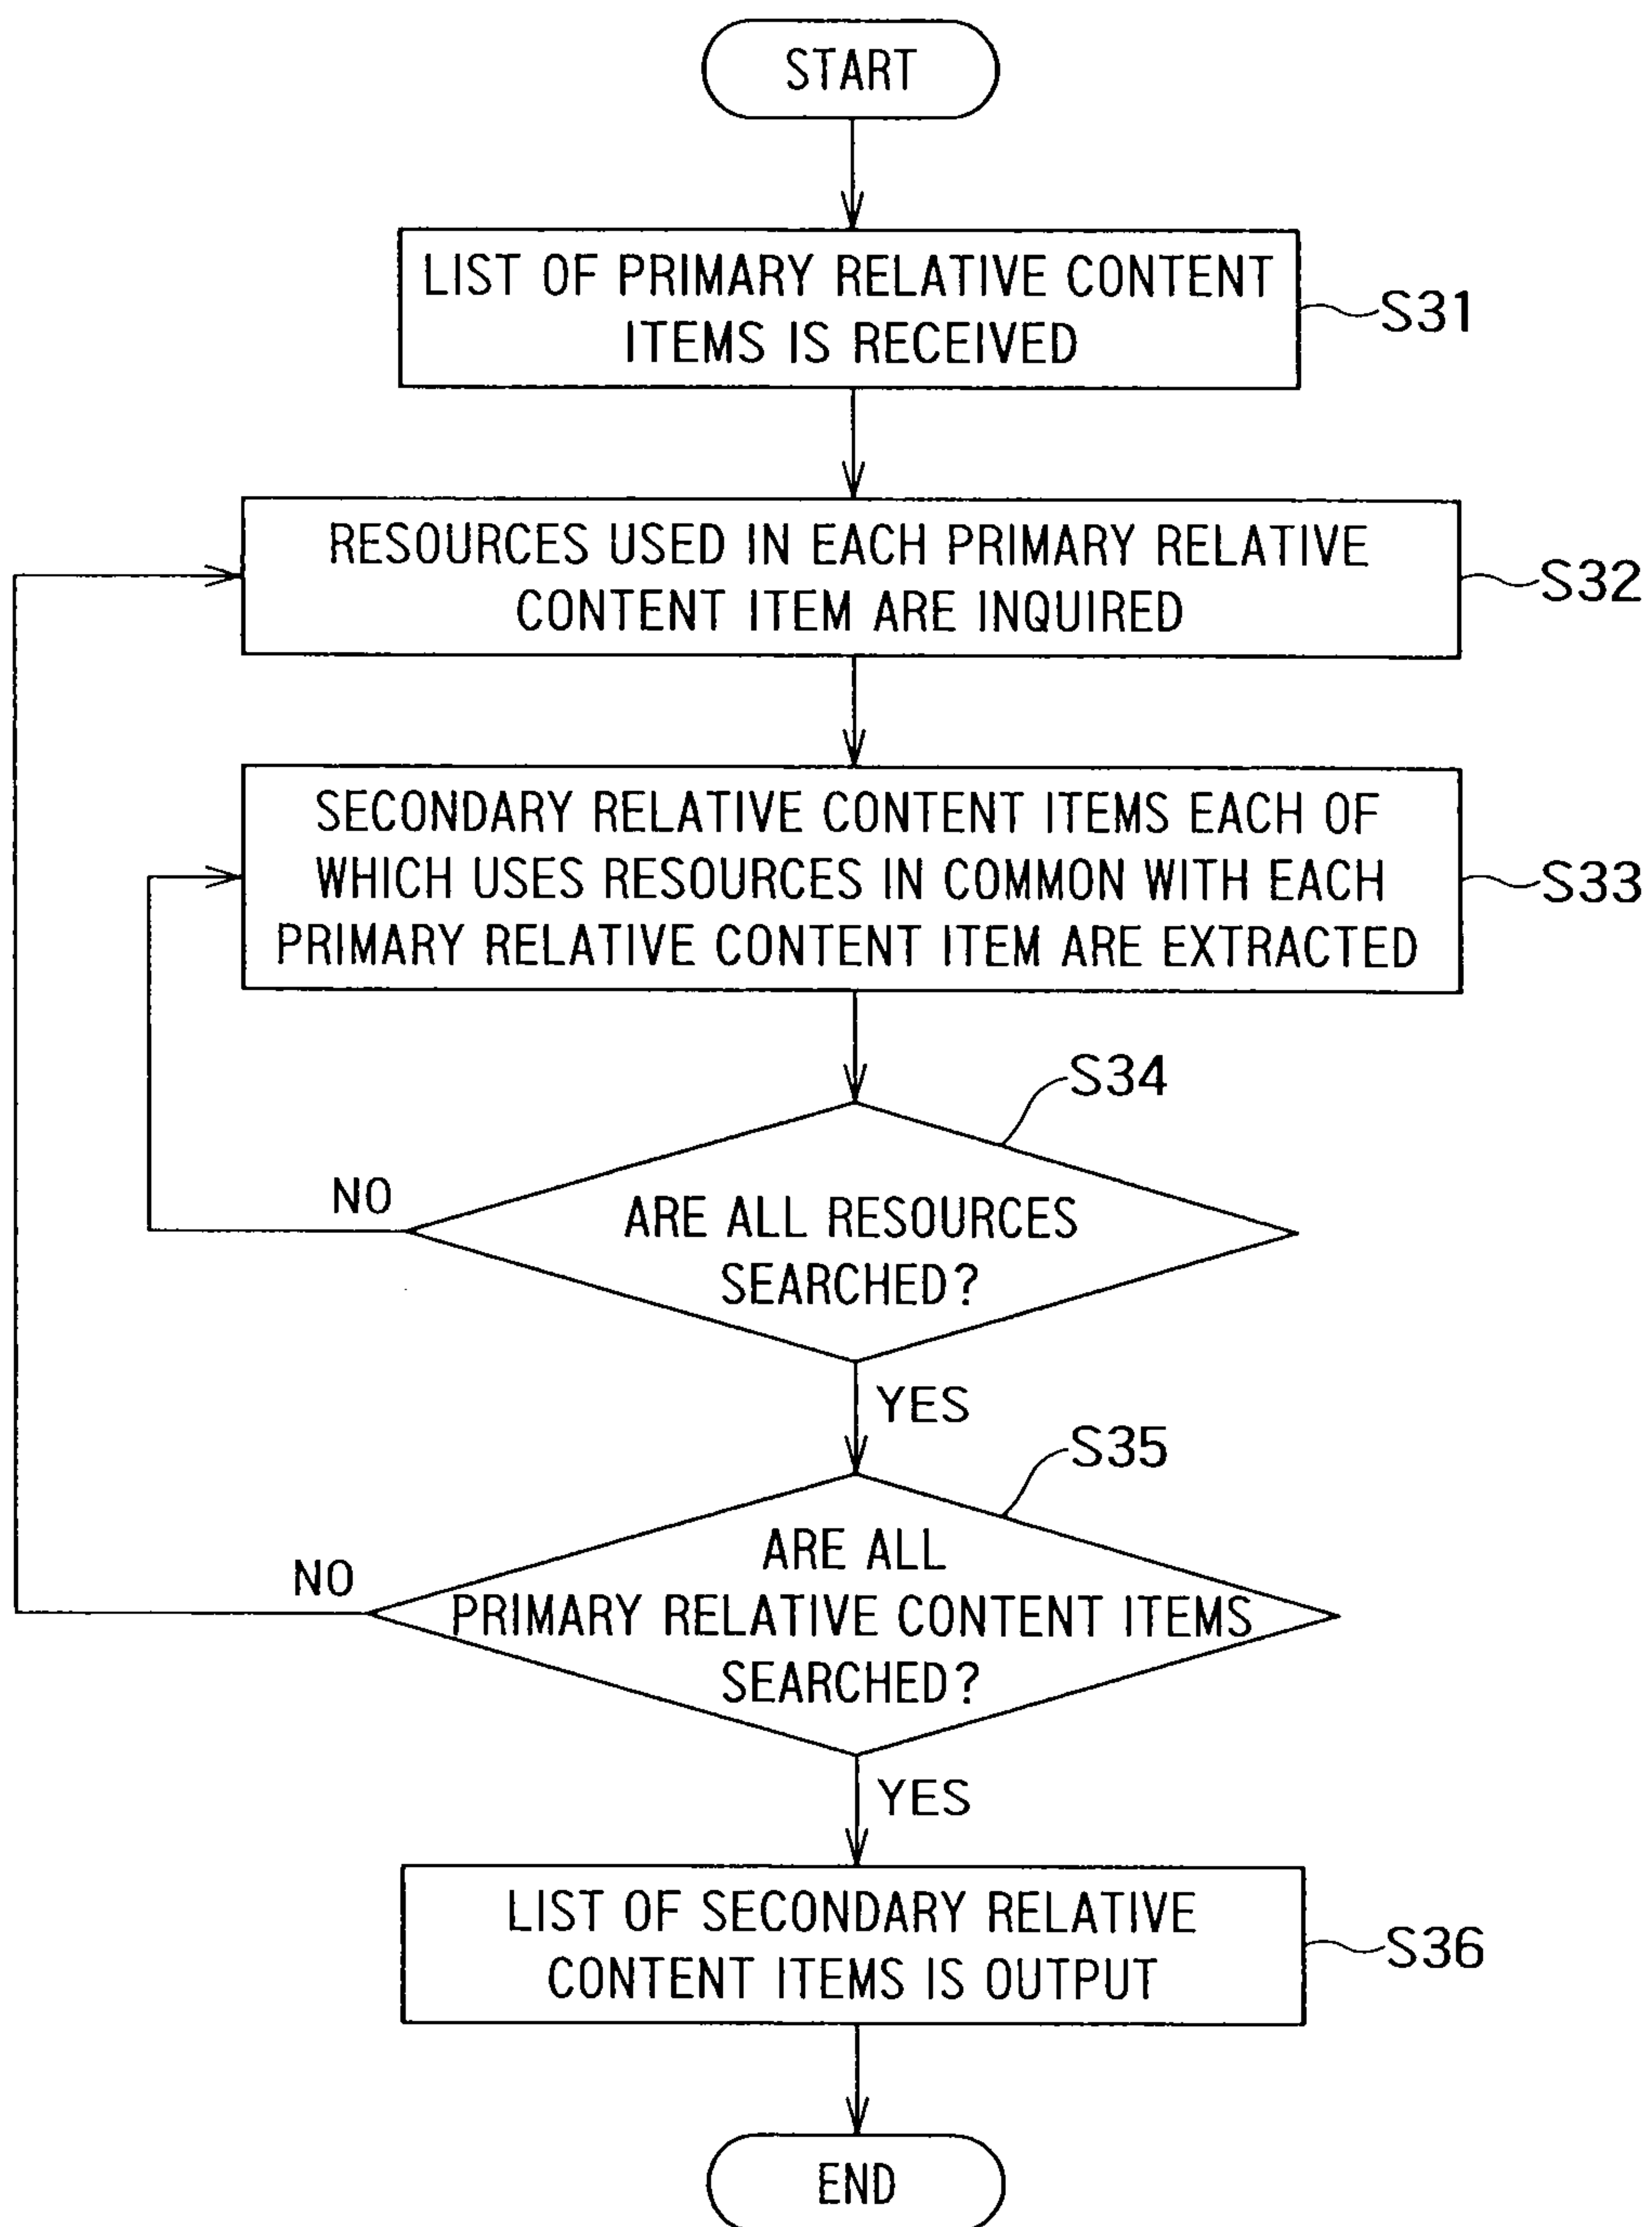 START
LIST OF PRIMARY RELATIVE CONTENT
ITEMS IS RECEIVED
S31
RESOURCES USED IN EACH PRIMARY RELATIVE
CONTENT ITEM ARE INQUIRED
S32
SECONDARY RELATIVE CONTENT ITEMS EACH OF
WHICH USES RESOURCES IN COMMON WITH EACH
PRIMARY RELATIVE CONTENT ITEM ARE EXTRACTED
S33
S34
NO
ARE ALL RESOURCES
SEARCHED?
YES
S35
NO
ARE ALL
PRIMARY RELATIVE CONTENT ITEMS
SEARCHED?
YES
LIST OF SECONDARY RELATIVE
CONTENT ITEMS IS OUTPUT
S36
END